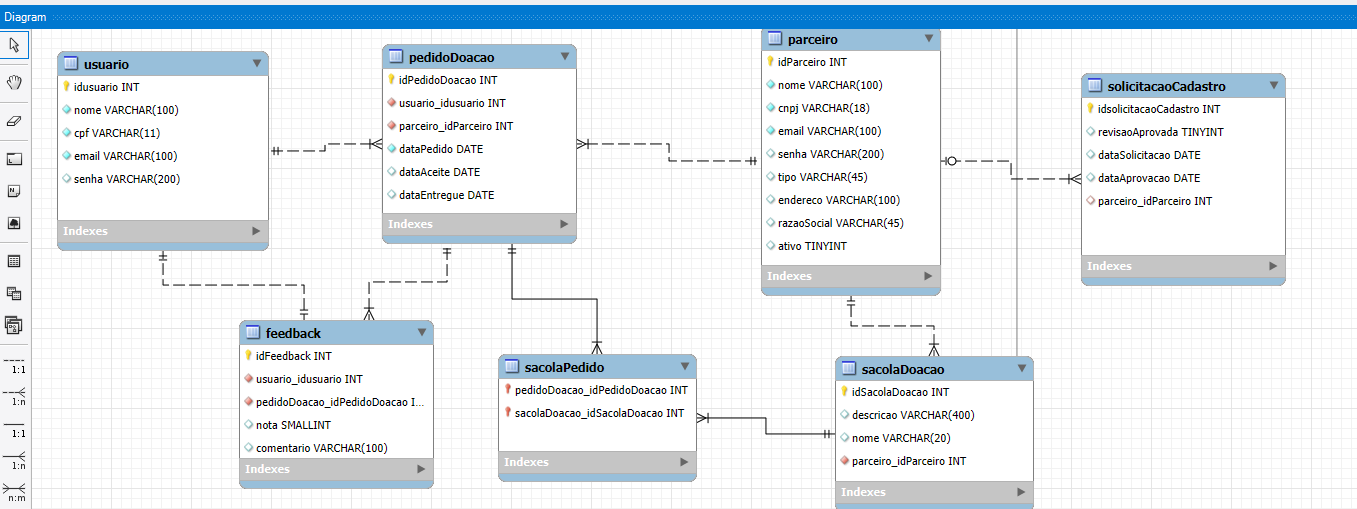 Diagram
usuario
idusuario INT
nome VARCHAR(100)
cpf VARCHAR(11)
email VARCHAR(100)
senha VARCHAR(200)
Indexes
pedidoDoacao
idPedidoDoacao INT
usuario_idusuario INT
parceiro_idParceiro INT
dataPedido DATE
dataAceite DATE
dataEntregue DATE
Indexes
parceiro
idParceiro INT
nome VARCHAR(100)
cnpj VARCHAR(18)
email VARCHAR(100)
senha VARCHAR(200)
tipo VARCHAR(45)
endereco VARCHAR(100)
razaoSocial VARCHAR(45)
ativo TINYINT
Indexes
solicitacaoCadastro
idsolicitacaoCadastro INT
revisaoAprovada TINYINT
dataSolicitacao DATE
dataAprovacao DATE
parceiro_idParceiro INT
Indexes
feedback
idFeedback INT
usuario_idusuario INT
pedidoDoacao_idPedidoDoacao I...
nota SMALLINT
comentario VARCHAR(100)
Indexes
sacolaPedido
pedidoDoacao_idPedidoDoacao INT
sacolaDoacao_idSacolaDoacao INT
Indexes
sacolaDoacao
idSacolaDoacao INT
descricao VARCHAR(400)
nome VARCHAR(20)
parceiro_idParceiro INT
Indexes
1:1
1:n
1:1
1:n
n:m